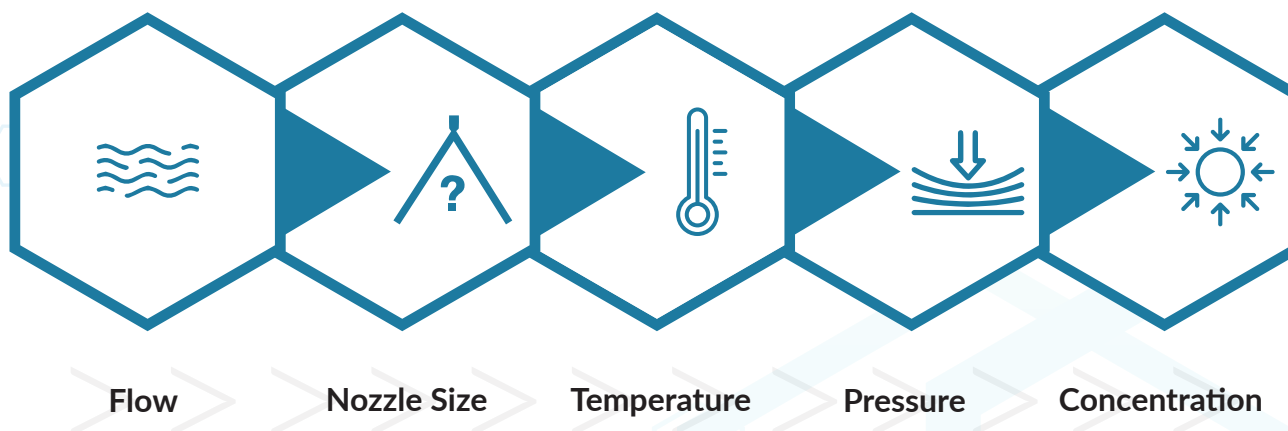 ?
Flow
Nozzle Size
Temperature
Pressure
Concentration